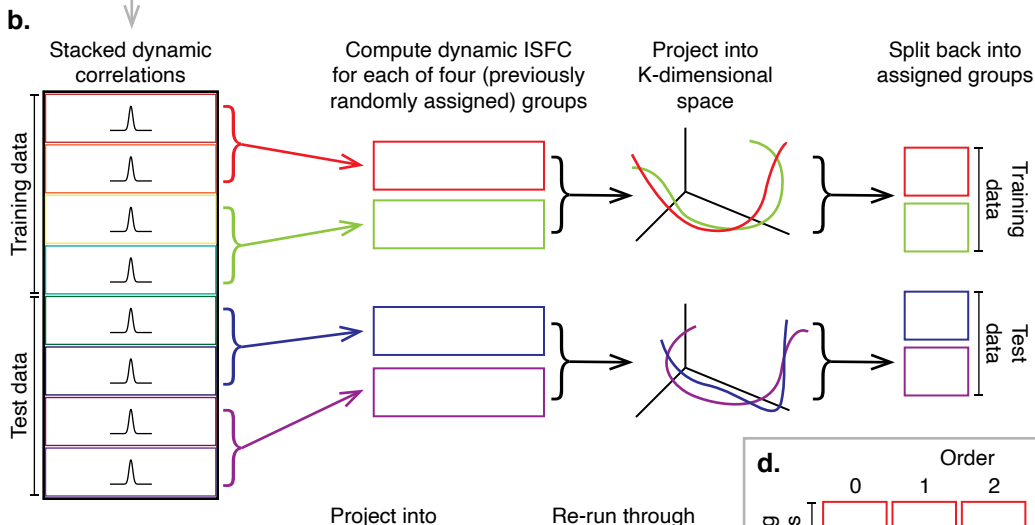 b.
Stacked dynamic
correlations
Compute dynamic ISFC
for each of four (previously
randomly assigned) groups
Project into
K-dimensional
space
Split back into
assigned groups
Training data
Test data
Training
data
Test
data
Project into
Re-run through
d.
Order
0 1 2